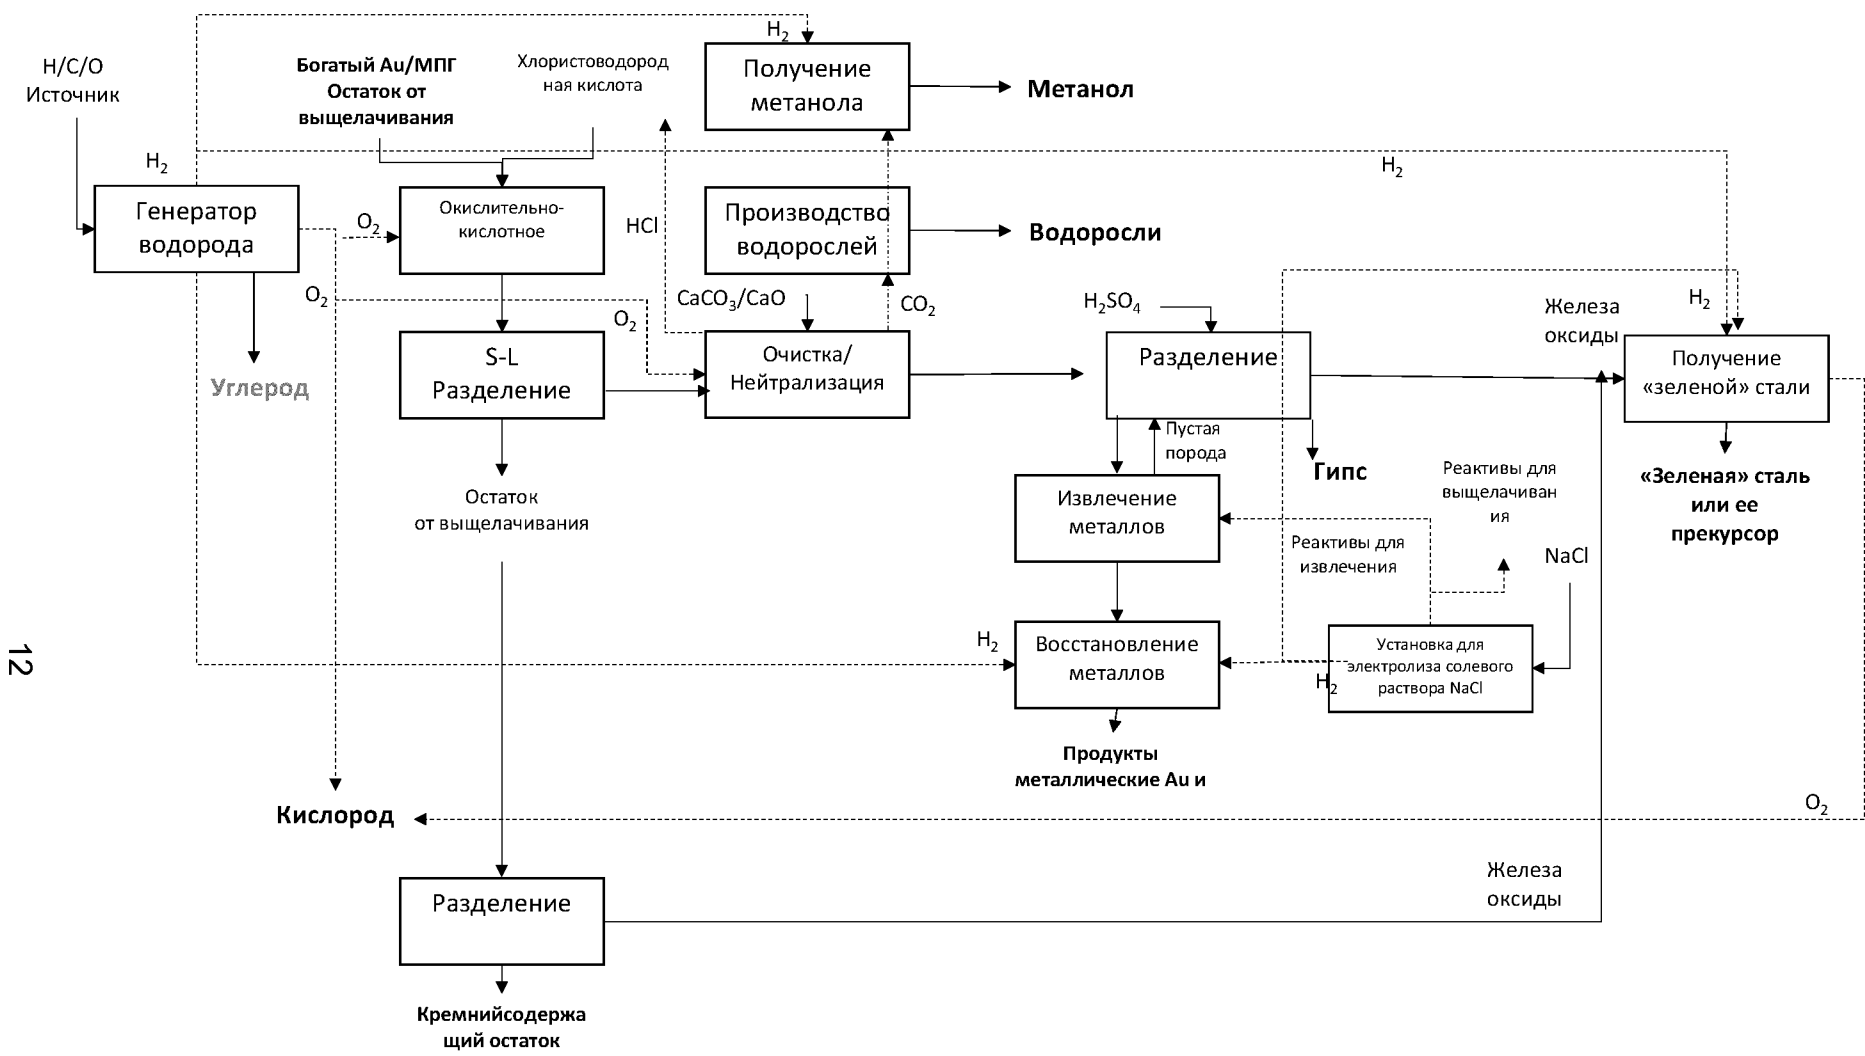 H₂
Получение
метанола
Метанол
H/C/O
Источник
Богатый Au/МПГ
Остаток от
выщелачивания
Хлористоводород
ная кислота
H₂
H₂
Генератор
водорода
O₂
Окислительно-
кислотное
HCl
Производство
водорослей
Водоросли
O₂
O₂
CaCO₃/CaO
CO₂
H₂SO₄
Железа
оксиды
H₂
Углерод
S-L
Разделение
Очистка/
Нейтрализация
Разделение
Получение
«зеленой» стали
Пустая
порода
Гипс
Реактивы для
выщелачиван
ия
«Зеленая» сталь
или ее
прекурсор
Остаток
от выщелачивания
Извлечение
металлов
Реактивы для
извлечения
NaCl
12
H₂
Восстановление
металлов
H₂
Установка для
электролиза солевого
раствора NaCl
Продукты
металлические Au и
Кислород
O₂
Разделение
Железа
оксиды
Кремнийсодержа
щий остаток